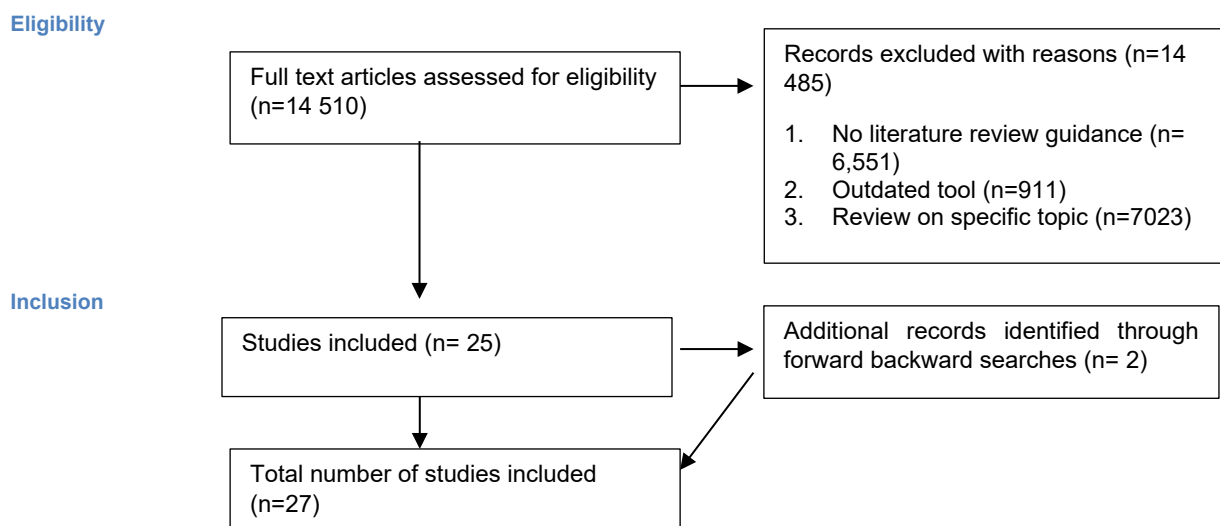 Eligibility
Full text articles assessed for eligibility
(n=14 510)
Records excluded with reasons (n=14
485)
1. No literature review guidance (n=
6,551)
2. Outdated tool (n=911)
3. Review on specific topic (n=7023)
Inclusion
Studies included (n= 25)
Additional records identified through
forward backward searches (n= 2)
Total number of studies included
(n=27)